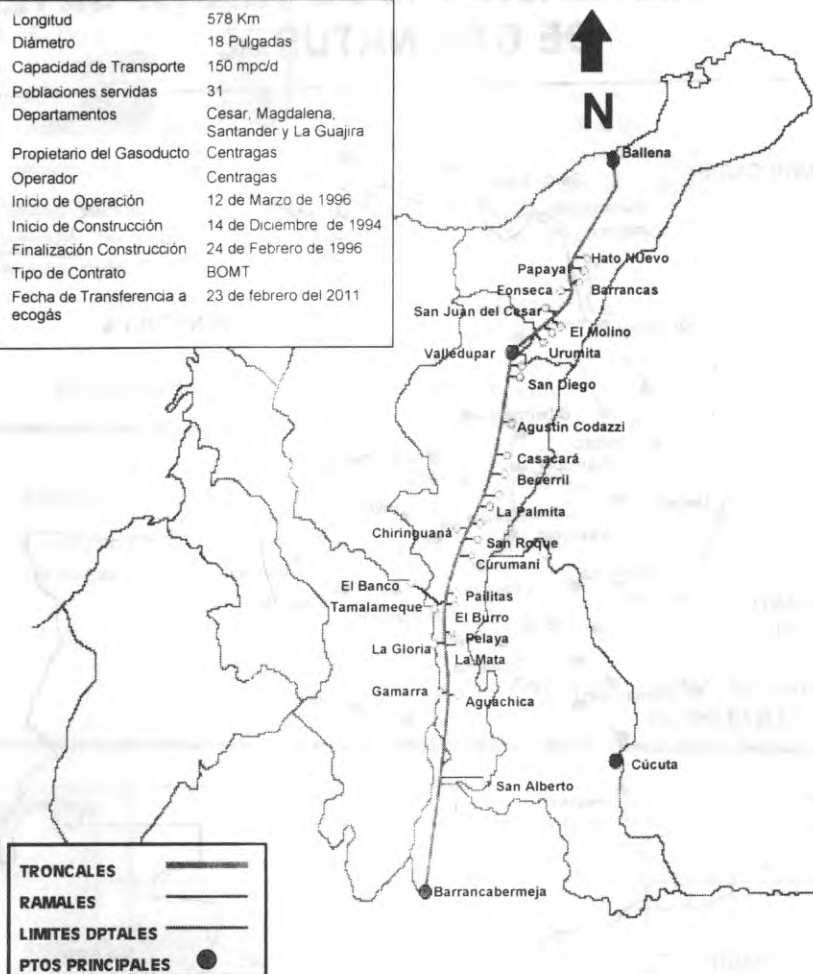 Longitud 578 Km
Diámetro 18 Pulgadas
Capacidad de Transporte 150 mpc/d
Poblaciones servidas 31
Departamentos Cesar, Magdalena,
Santander y La Guajira
Propietario del Gasoducto Centragas
Operador Centragas
Inicio de Operación 12 de Marzo de 1996
Inicio de Construcción 14 de Diciembre de 1994
Finalización Construcción 24 de Febrero de 1996
Tipo de Contrato BOMT
Fecha de Transferencia a 23 de febrero del 2011
ecogás
N
Ballena
Hato NUevo
Papaya
Fonseca
Barrancas
San Juan del Cesar
El Molino
Valledupar
Urumita
San Diego
Agustin Codazzi
Casacará
Becerril
La Palmita
Chiringuaná
San Roque
Curumani
El Banco
Pailitas
Tamalameque
El Burro
Pelaya
La Gloria
La Mata
Gamarra
Aguachica
Cúcuta
San Alberto
Barrancabermeja
TRONCALES
RAMALES
LIMITES DPTALES
PTOS PRINCIPALES